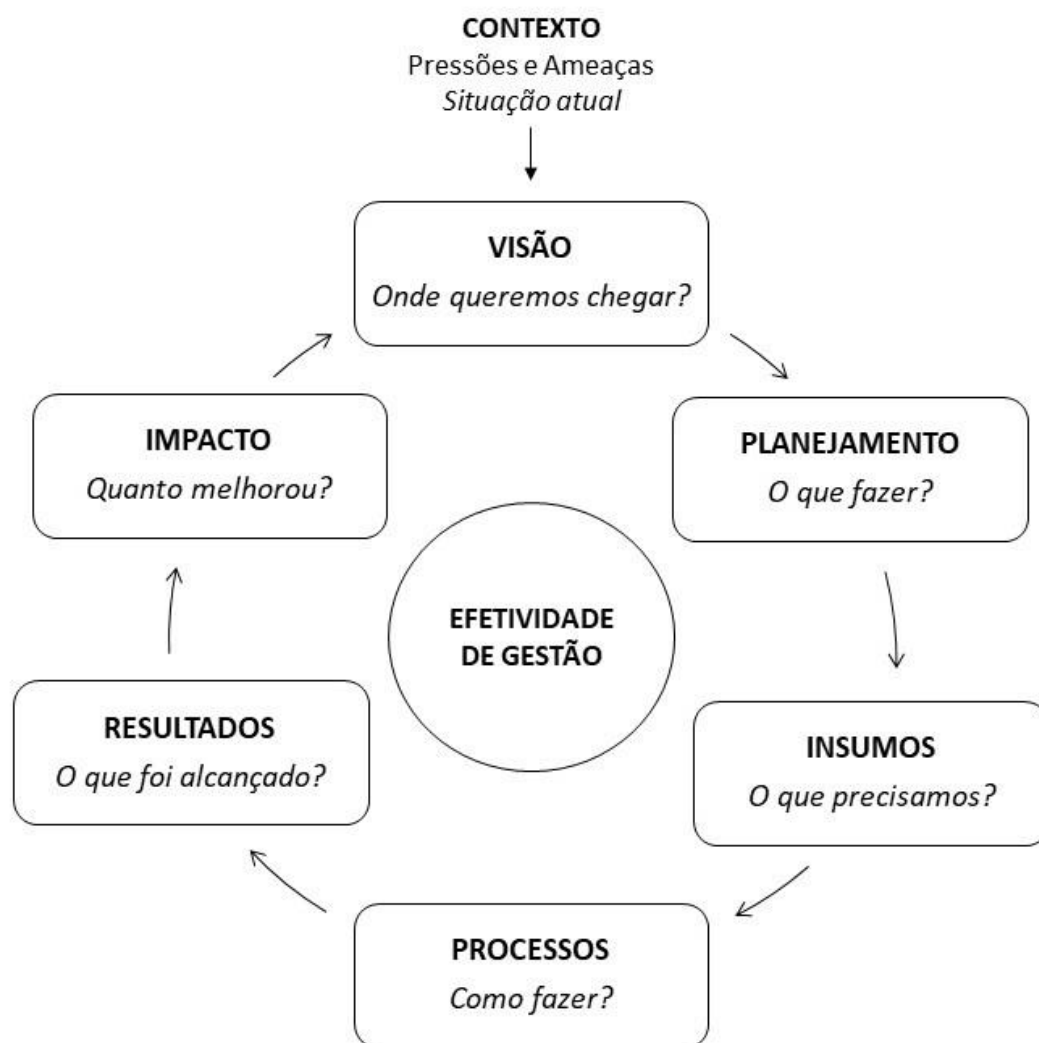 CONTEXTO
Pressões e Ameaças
Situação atual
VISÃO
Onde queremos chegar?
PLANEJAMENTO
O que fazer?
INSUMOS
O que precisamos?
PROCESSOS
Como fazer?
RESULTADOS
O que foi alcançado?
IMPACTO
Quanto melhorou?
EFETIVIDADE
DE GESTÃO